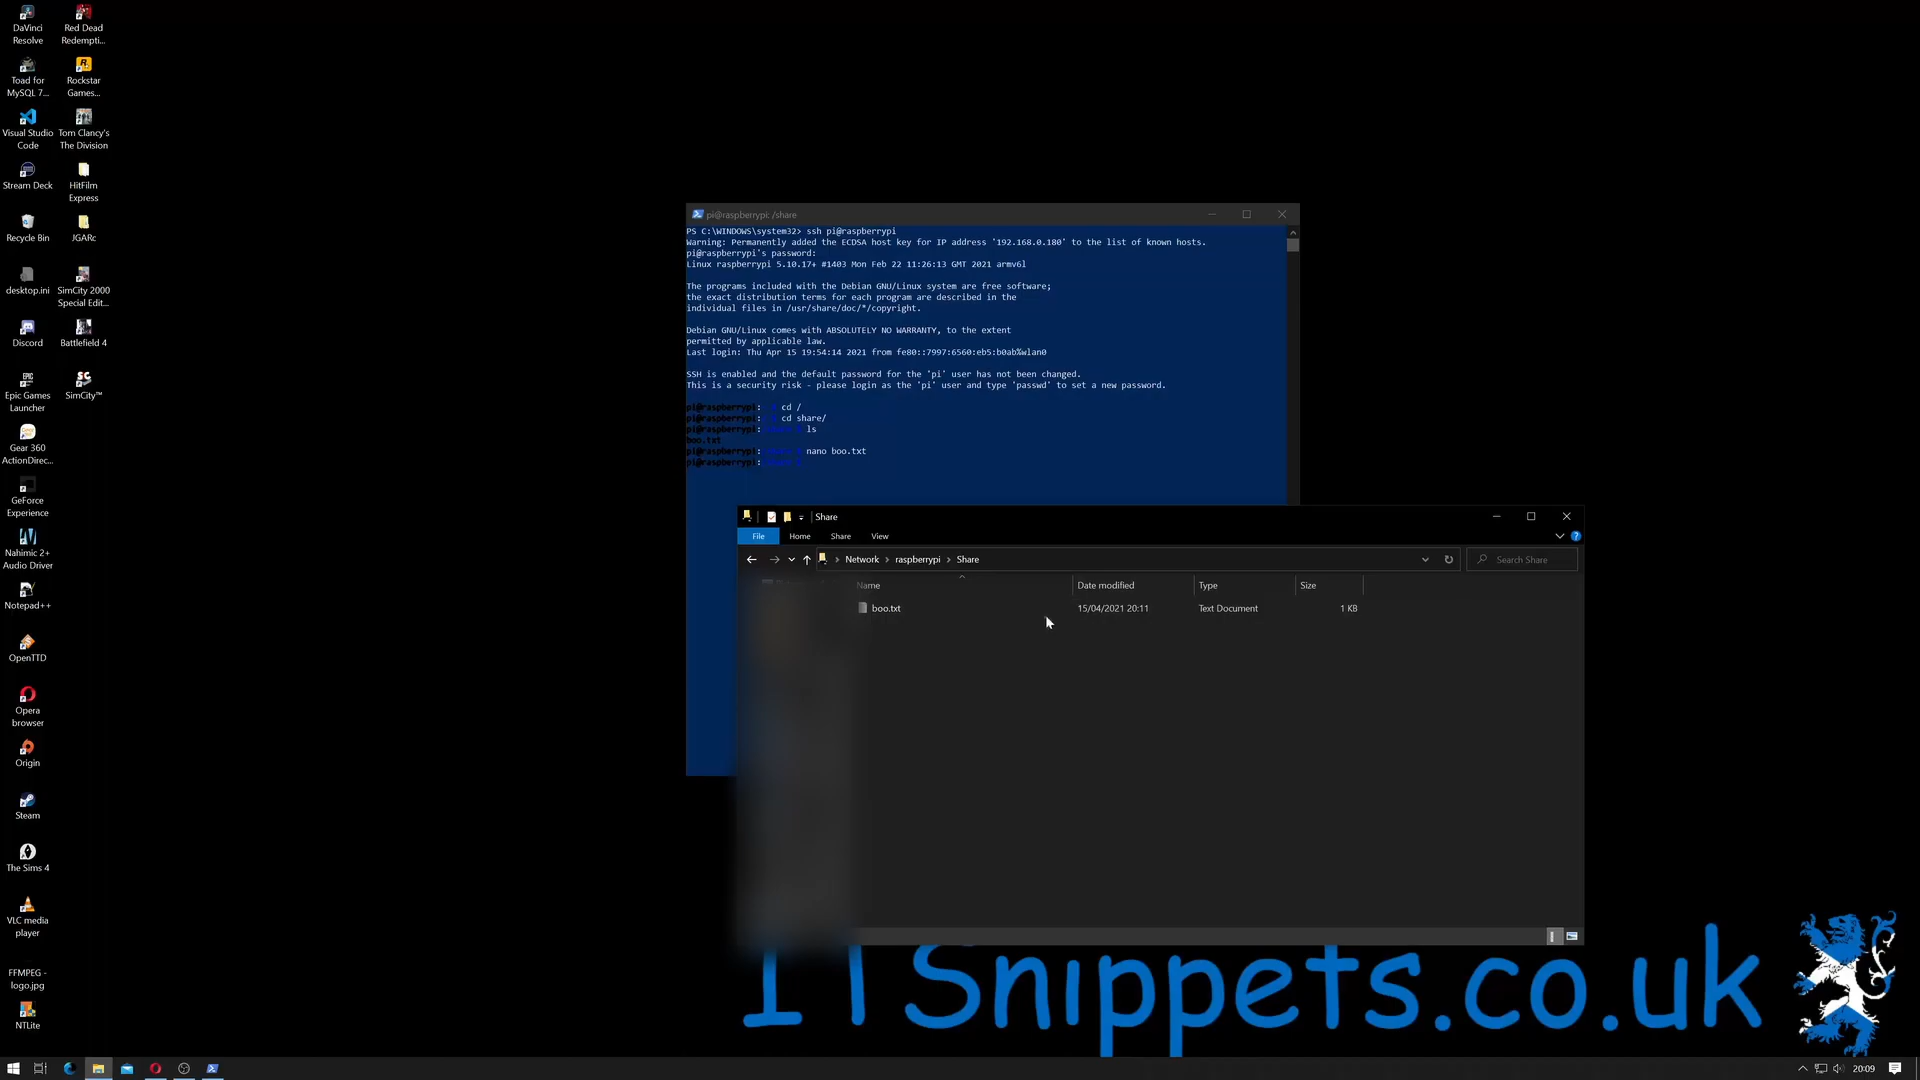 DaVinci
Resolve
Red Dead
Redempti...
Toad for
MySQL 7...
Rockstar
Games...
Visual Studio
Code
Tom Clancy's
The Division
Stream Deck
HitFilm
Express
Recycle Bin
JGARc
desktop.ini
SimCity 2000
Special Edit...
Discord
Battlefield 4
Epic Games
Launcher
SimCity™
Gear 360
ActionDirec...
GeForce
Experience
Nahimic 2+
Audio Driver
Notepad++
OpenTTD
Opera
browser
Origin
Steam
The Sims 4
VLC media
player
FFMPEG -
logo.jpg
NTLite
pi@raspberrypi: /share
PS C:\WINDOWS\system32> ssh pi@raspberrypi
Warning: Permanently added the ECDSA host key for IP address '192.168.0.180' to the list of known hosts.
pi@raspberrypi's password:
Linux raspberrypi 5.10.17+ #1403 Mon Feb 22 11:26:13 GMT 2021 armv6l
The programs included with the Debian GNU/Linux system are free software;
the exact distribution terms for each program are described in the
individual files in /usr/share/doc/*/copyright.
Debian GNU/Linux comes with ABSOLUTELY NO WARRANTY, to the extent
permitted by applicable law.
Last login: Thu Apr 15 19:54:14 2021 from fe80::7997:6560:eb5:b0ab%wlan0
SSH is enabled and the default password for the 'pi' user has not been changed.
This is a security risk - please login as the 'pi' user and type 'passwd' to set a new password.
pi@raspberrypi: cd /
pi@raspberrypi: cd share/
pi@raspberrypi: ls
boo.txt
pi@raspberrypi: nano boo.txt
pi@raspberrypi:
Share
File Home Share View
Network > raspberrypi > Share
Search Share
Name Date modified Type Size
boo.txt 15/04/2021 20:11 Text Document 1 KB
ITSnippets.co.uk
20:09